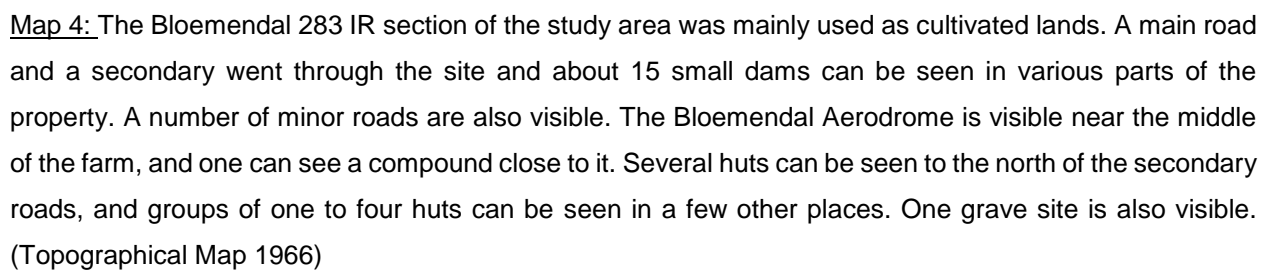 Map 4: The Bloemendal 283 IR section of the study area was mainly used as cultivated lands. A main road
and a secondary went through the site and about 15 small dams can be seen in various parts of the
property. A number of minor roads are also visible. The Bloemendal Aerodrome is visible near the middle
of the farm, and one can see a compound close to it. Several huts can be seen to the north of the secondary
roads, and groups of one to four huts can be seen in a few other places. One grave site is also visible.
(Topographical Map 1966)